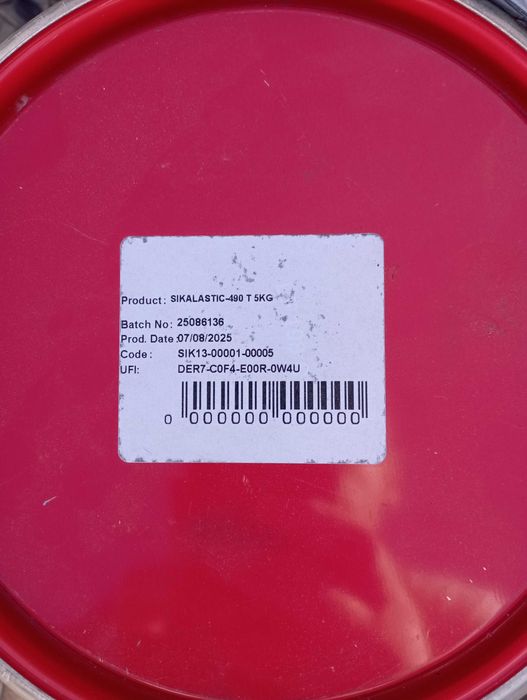 Product: SIKALASTIC-490 T 5KG
Batch No: 25086136
Prod. Date:07/08/2025
Code: SIK13-00001-00005
UFI: DER7-C0F4-E00R-0W4U
0 000000 000000